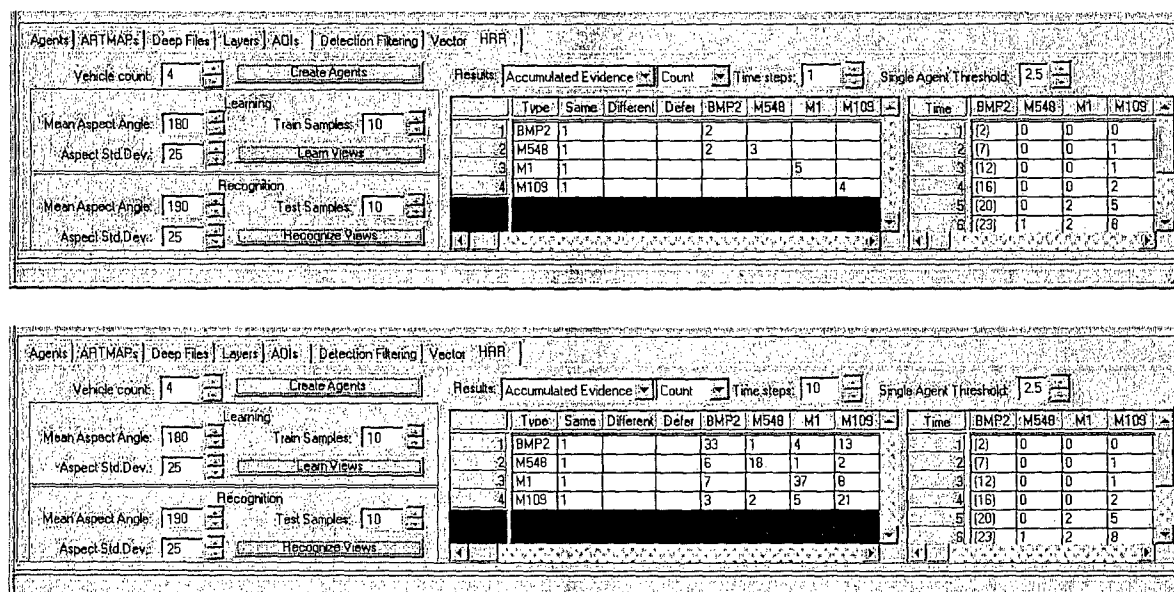 Agents ARTMAPs Deep Files Layers AOIs Detection Filtering Vector HRR
Vehicle count: 4 Create Agents Results: Accumulated Evidence Count Time steps: 1 Single Agent Threshold: 2.5
Learning
Mean Aspect Angle: 180 Train Samples: 10
Aspect Std.Dev.: 25 Learn Views
Recognition
Mean Aspect Angle: 190 Test Samples: 10
Aspect Std.Dev.: 25 Recognize Views
Type Same Different Defer BMP2 M548 M1 M109
1 BMP2 1 2
2 M548 1 2 3
3 M1 1 5
4 M109 1 4
Time BMP2 M548 M1 M109
1 (2) 0 0 0
2 (7) 0 0 1
3 (12) 0 0 1
4 (16) 0 0 2
5 (20) 0 2 5
6 (23) 1 2 8
Agents ARTMAPs Deep Files Layers AOIs Detection Filtering Vector HRR
Vehicle count: 4 Create Agents Results: Accumulated Evidence Count Time steps: 10 Single Agent Threshold: 2.5
Learning
Mean Aspect Angle: 180 Train Samples: 10
Aspect Std.Dev.: 25 Learn Views
Recognition
Mean Aspect Angle: 190 Test Samples: 10
Aspect Std.Dev.: 25 Recognize Views
Type Same Different Defer BMP2 M548 M1 M109
1 BMP2 1 33 1 4 13
2 M548 1 6 18 1 2
3 M1 1 7 37 8
4 M109 1 3 2 5 21
Time BMP2 M548 M1 M109
1 (2) 0 0 0
2 (7) 0 0 1
3 (12) 0 0 1
4 (16) 0 0 2
5 (20) 0 2 5
6 (23) 1 2 8